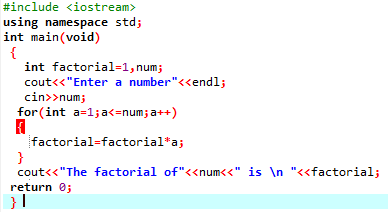 #include <iostream>
using namespace std;
int main(void)
{
int factorial=1,num;
cout<<"Enter a number"<<endl;
cin>>num;
for(int a=1;a<=num;a++)
{
factorial=factorial*a;
}
cout<<"The factorial of"<<num<<" is \n "<<factorial;
return 0;
}